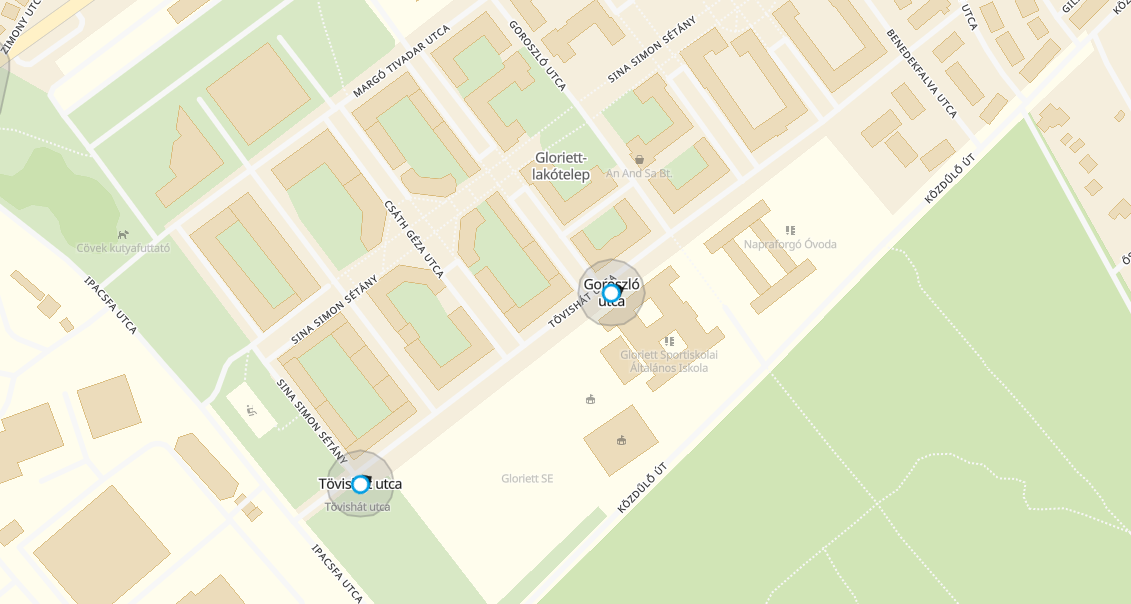 ZIMONY UTCA
MARGÓ TIVADAR UTCA
GOROSZLÓ UTCA
SINA SIMON SÉTÁNY
UTCA
KÖZDŰLŐ
BENEDEKFALVA UTCA
KÖZDŰLŐ ÚT
Gloriett-
lakótelep
An And Sa Bt.
CSÁTH GÉZA UTCA
Cövek kutyafuttató
Napraforgó Óvoda
IPACSFA UTCA
SINA SIMON SÉTÁNY
Goroszló
utca
TÖVISHÁT
Gloriett Sportiskolai
Általános Iskola
SINA SIMON SÉTÁNY
Gloriett SE
KÖZDŰLŐ ÚT
Tövishát utca
Tövishát utca
IPACSFA UTCA